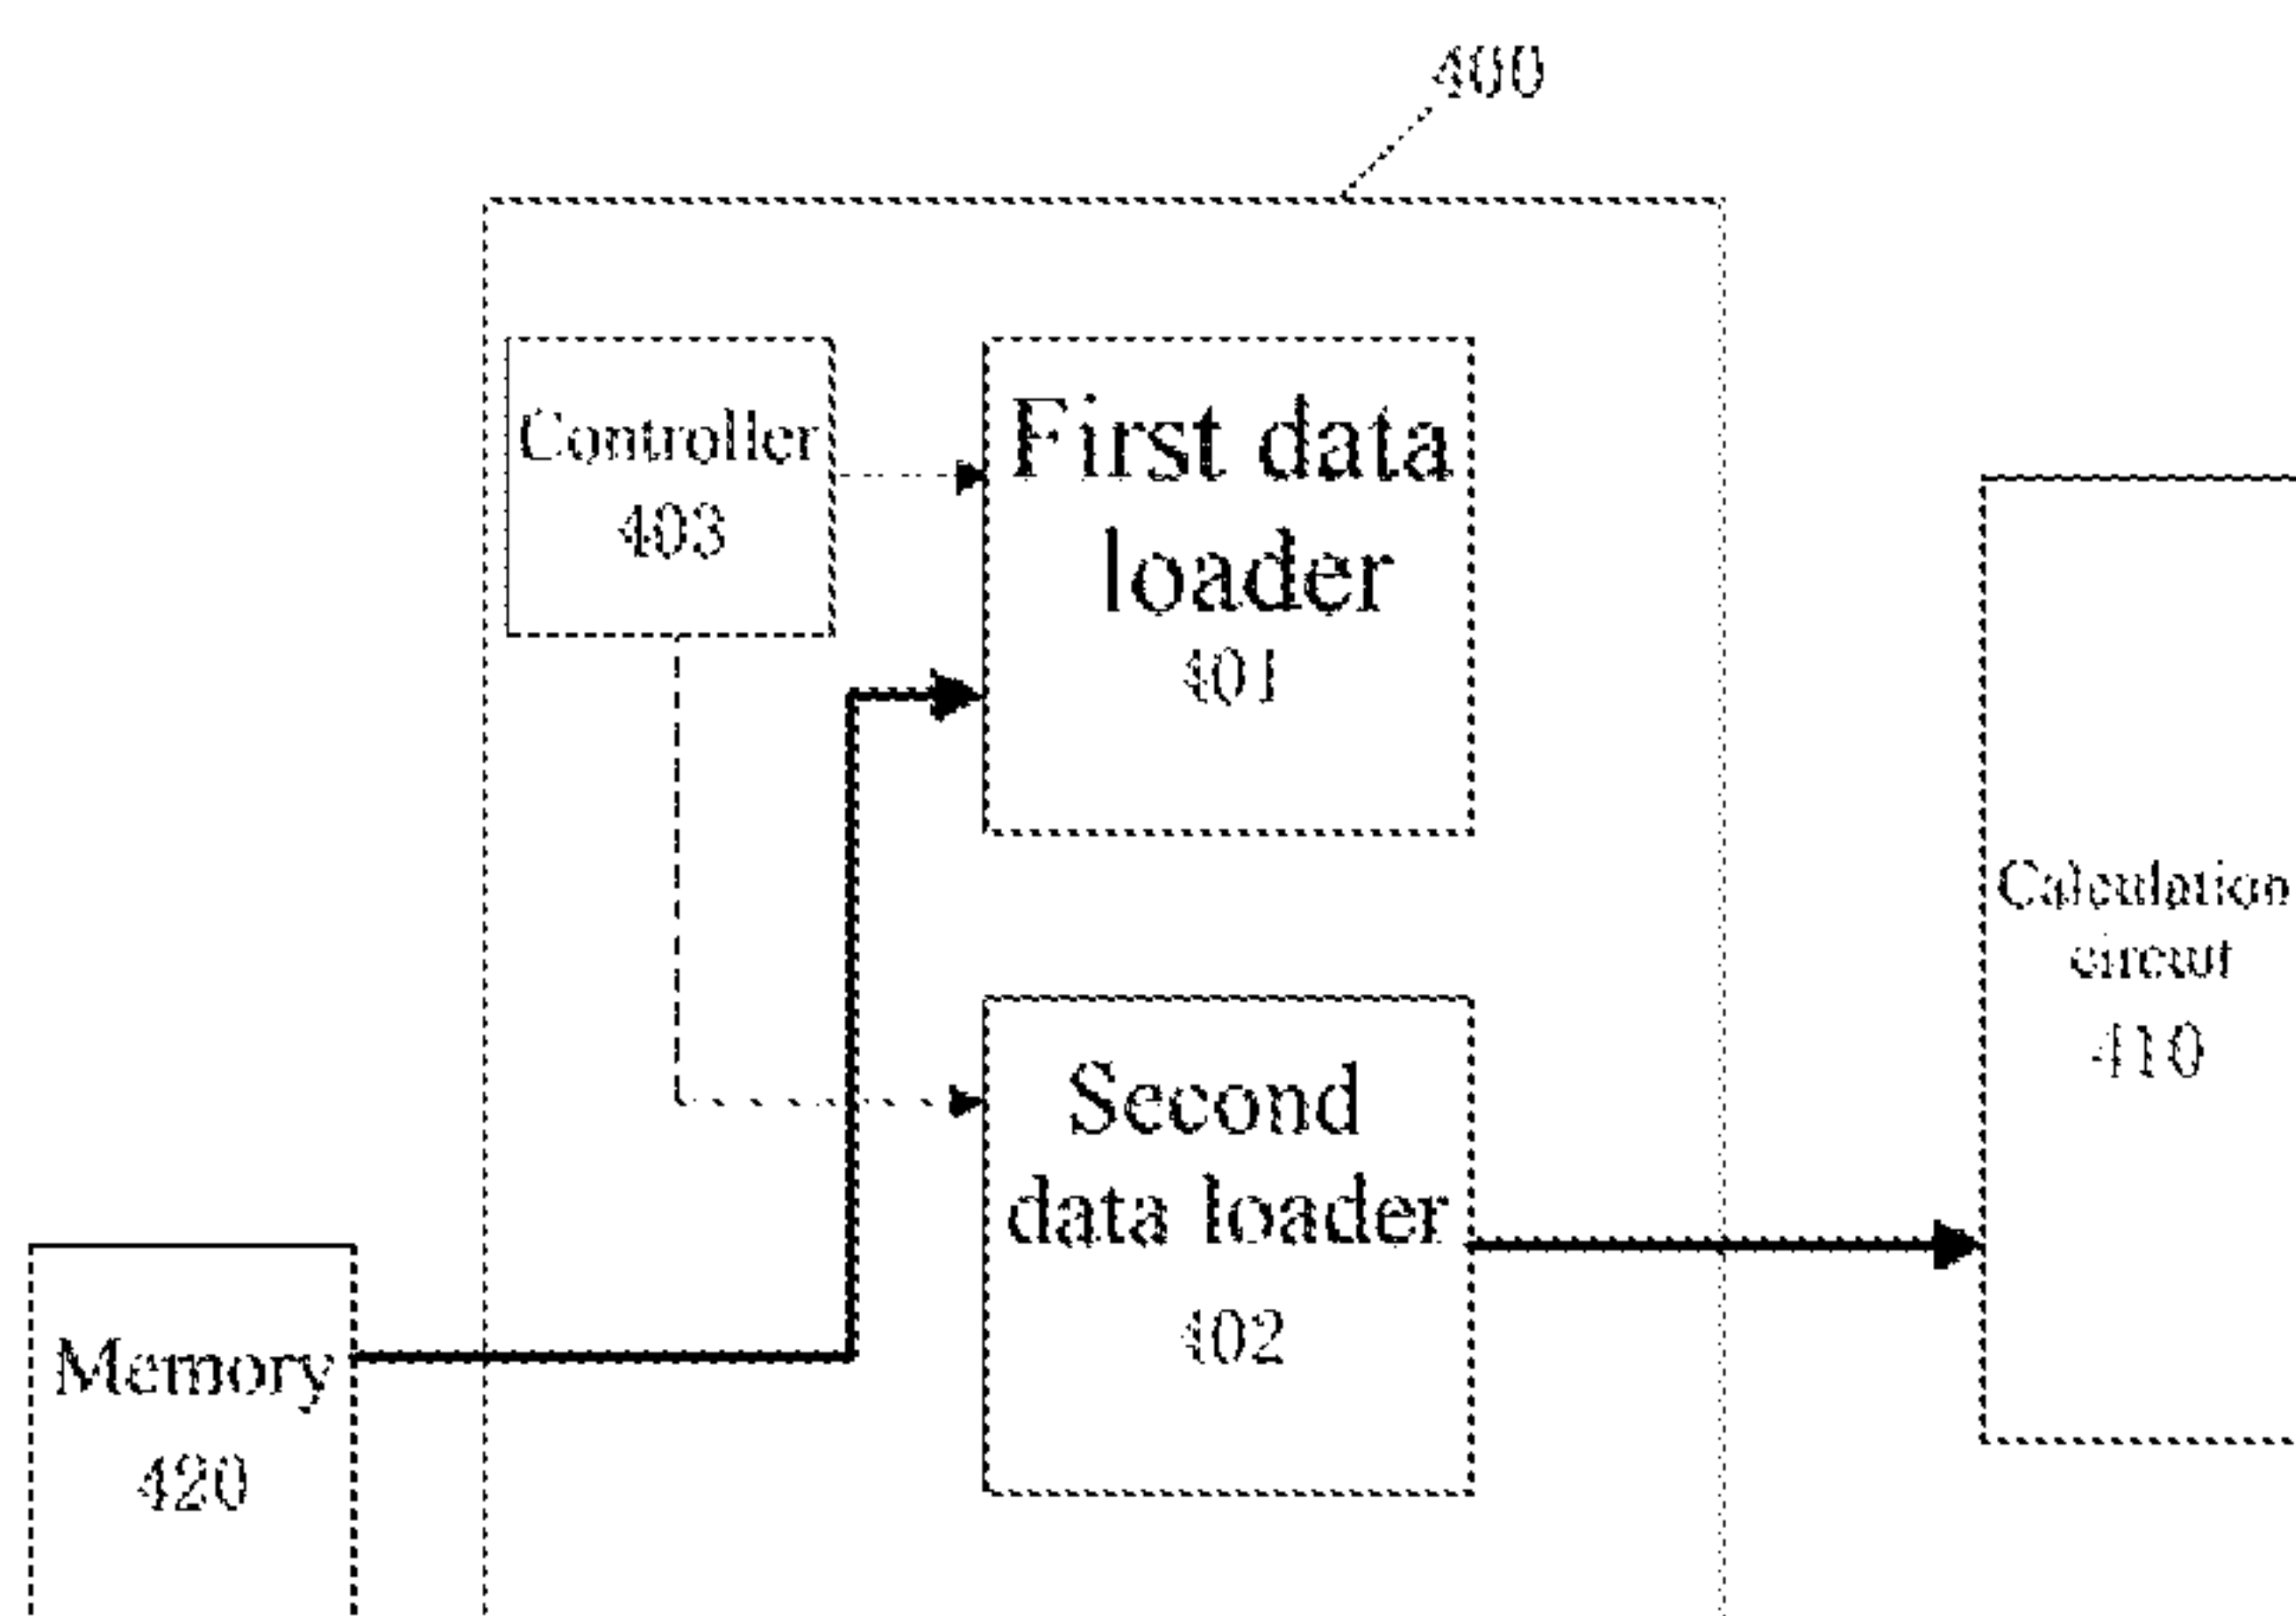 400
Controller
403
First data
loader
401
Second
data loader
402
Calculation
circuit
410
Memory
420